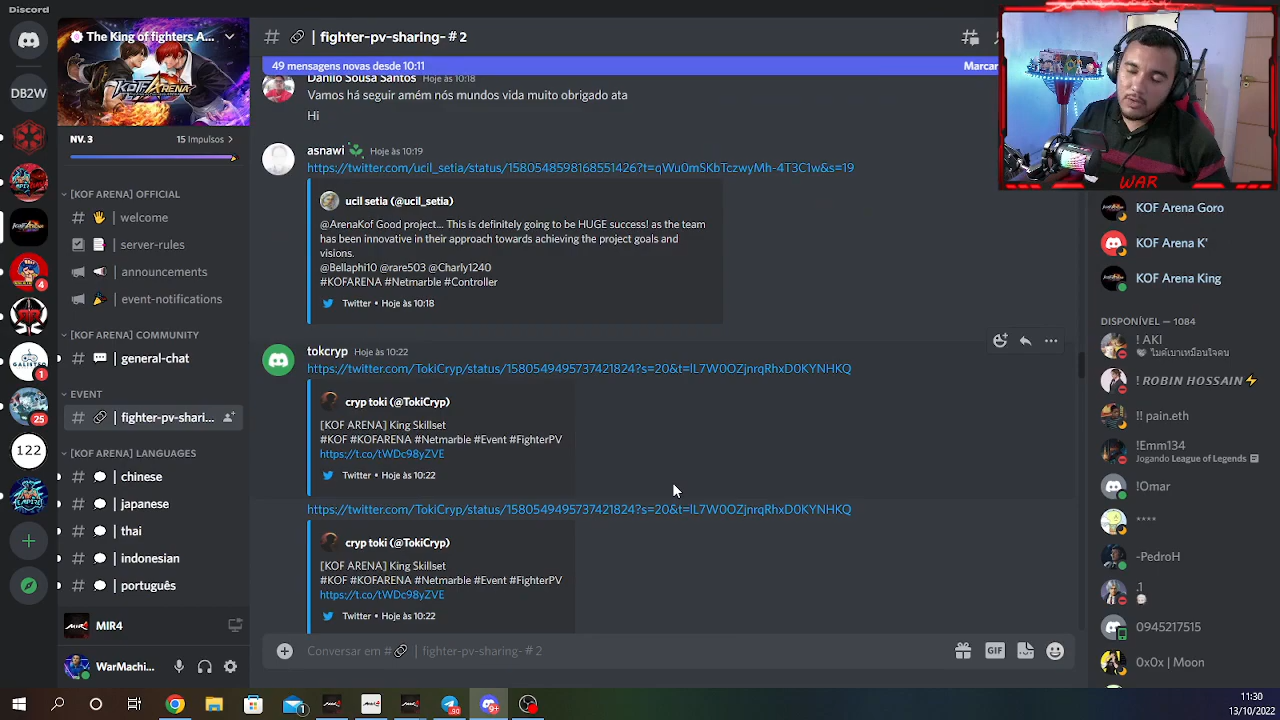 Discord
DB2W
4
1
25
122
The King of fighters A...
KOF ARENA
NV. 3
15 Impulsos
[KOF ARENA] OFFICIAL
welcome
server-rules
announcements
event-notifications
[KOF ARENA] COMMUNITY
general-chat
EVENT
fighter-pv-shari...
[KOF ARENA] LANGUAGES
chinese
japanese
thai
indonesian
português
MIR4
WarMachi...
| fighter-pv-sharing-#2
49 mensagens novas desde 10:11
Marcar
Danilo Sousa Santos Hoje às 10:18
Vamos há seguir amém nós mundos vida muito obrigado ata
Hi
asnawi Hoje às 10:19
https://twitter.com/ucil_setia/status/1580548598168551426?t=qWu0mSKbTczwyMh-4T3C1w&s=19
ucil setia (@ucil_setia)
@ArenaKof Good project... This is definitely going to be HUGE success! as the team
has been innovative in their approach towards achieving the project goals and
visions.
@Bellaphi10 @rare503 @Charly1240
#KOFARENA #Netmarble #Controller
Twitter • Hoje às 10:18
tokcryp Hoje às 10:22
https://twitter.com/TokiCryp/status/1580549495737421824?s=20&t=lL7W0OZjnrqRhxD0KYNHKQ
cryp toki (@TokiCryp)
[KOF ARENA] King Skillset
#KOF #KOFARENA #Netmarble #Event #FighterPV
https://t.co/tWDc98yZVE
Twitter • Hoje às 10:22
https://twitter.com/TokiCryp/status/1580549495737421824?s=20&t=lL7W0OZjnrqRhxD0KYNHKQ
cryp toki (@TokiCryp)
[KOF ARENA] King Skillset
#KOF #KOFARENA #Netmarble #Event #FighterPV
https://t.co/tWDc98yZVE
Twitter • Hoje às 10:22
Conversar em # | fighter-pv-sharing-#2
GIF
WAR
KOF Arena Goro
KOF Arena K'
KOF Arena King
DISPONÍVEL — 1084
! AKI
! ROBIN HOSSAIN
!! pain.eth
!Emm134
Jogando League of Legends
!Omar
****
-PedroH
.1
0945217515
0x0x | Moon
11:30
13/10/2022